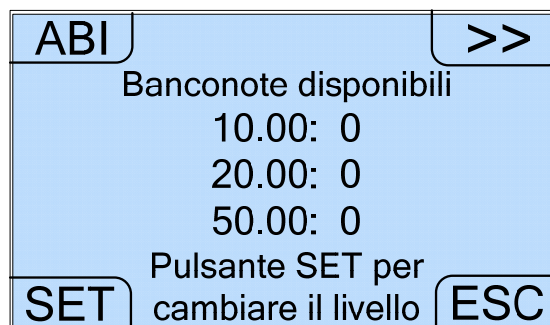 ABI >>
Banconote disponibili
10.00: 0
20.00: 0
50.00: 0
Pulsante SET per
SET cambiare il livello ESC